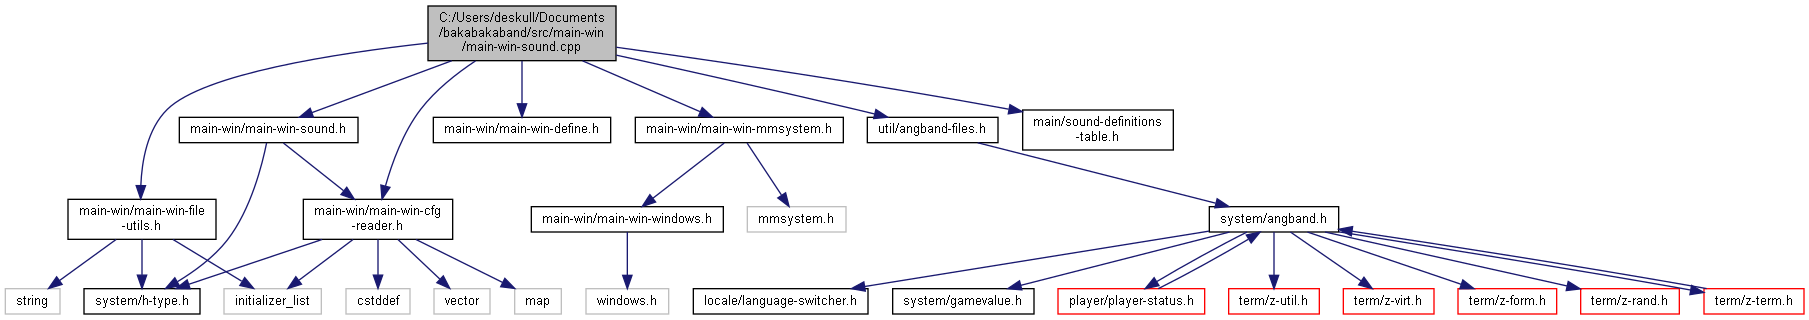 C:/Users/deskull/Documents
/bakabakaband/src/main-win
/main-win-sound.cpp
main-win/main-win-sound.h
main-win/main-win-define.h
main-win/main-win-mmsystem.h
util/angband-files.h
main/sound-definitions
-table.h
main-win/main-win-file
-utils.h
main-win/main-win-cfg
-reader.h
main-win/main-win-windows.h
mmsystem.h
system/angband.h
string
system/h-type.h
initializer_list
cstddef
vector
map
windows.h
locale/language-switcher.h
system/gamevalue.h
player/player-status.h
term/z-util.h
term/z-virt.h
term/z-form.h
term/z-rand.h
term/z-term.h